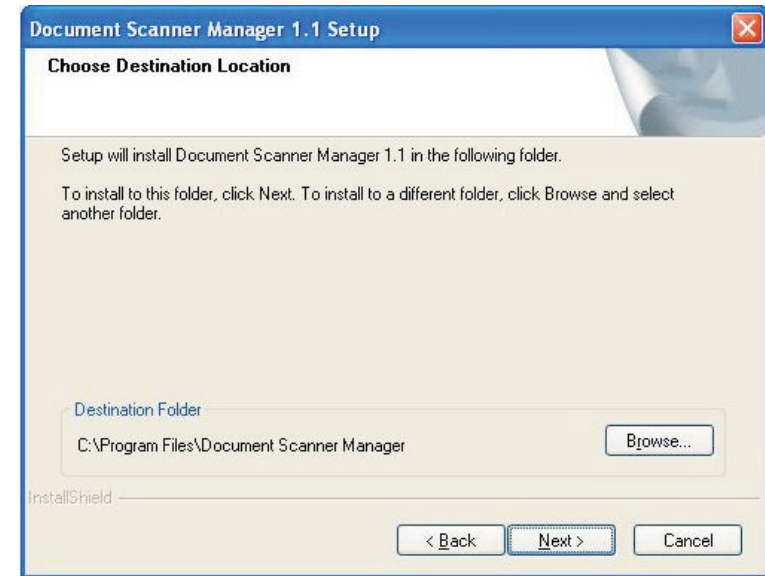 Document Scanner Manager 1.1 Setup
Choose Destination Location
Setup will install Document Scanner Manager 1.1 in the following folder.
To install to this folder, click Next. To install to a different folder, click Browse and select
another folder.
Destination Folder
C:\Program Files\Document Scanner Manager
Browse...
InstallShield
< Back
Next >
Cancel